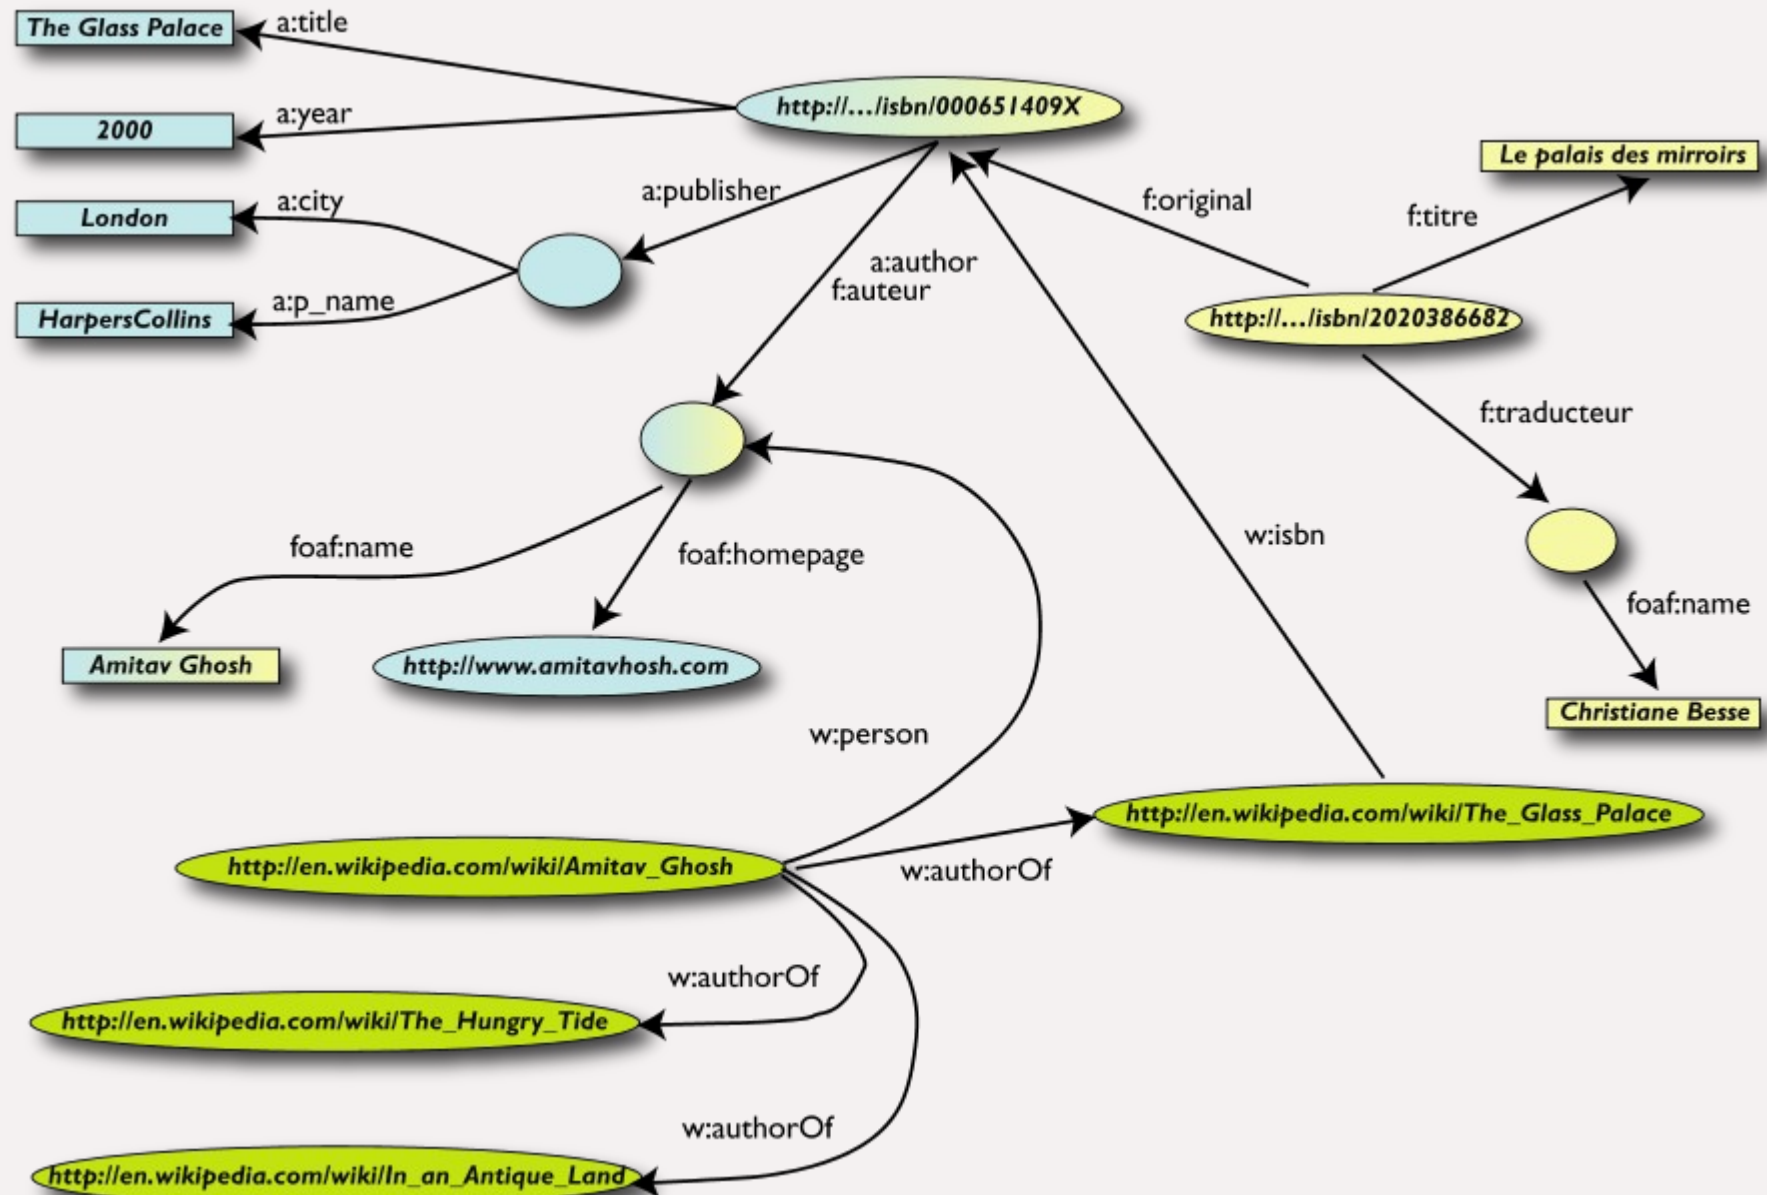 The Glass Palace
a:title
http://.../isbn/000651409X
2000
a:year
Le palais des mirroirs
a:publisher
f:original
f:titre
London
a:city
a:author
f:auteur
HarpersCollins
a:p_name
http://.../isbn/2020386682
f:traducteur
foaf:name
foaf:homepage
w:isbn
foaf:name
Amitav Ghosh
http://www.amitavhosh.com
Christiane Besse
w:person
http://en.wikipedia.com/wiki/The_Glass_Palace
http://en.wikipedia.com/wiki/Amitav_Ghosh
w:authorOf
w:authorOf
http://en.wikipedia.com/wiki/The_Hungry_Tide
w:authorOf
http://en.wikipedia.com/wiki/In_an_Antique_Land